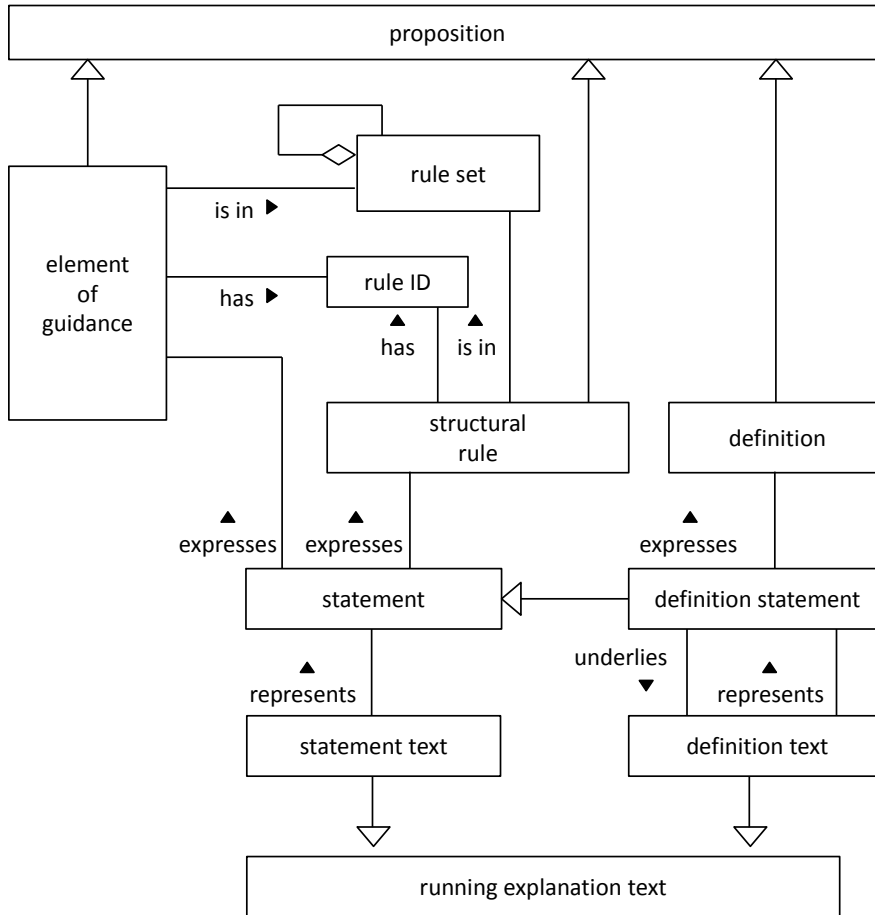 proposition
rule set
is in
element
of
guidance
rule ID
has
has
is in
structural
rule
definition
expresses
expresses
expresses
statement
definition statement
underlies
represents
represents
statement text
definition text
running explanation text